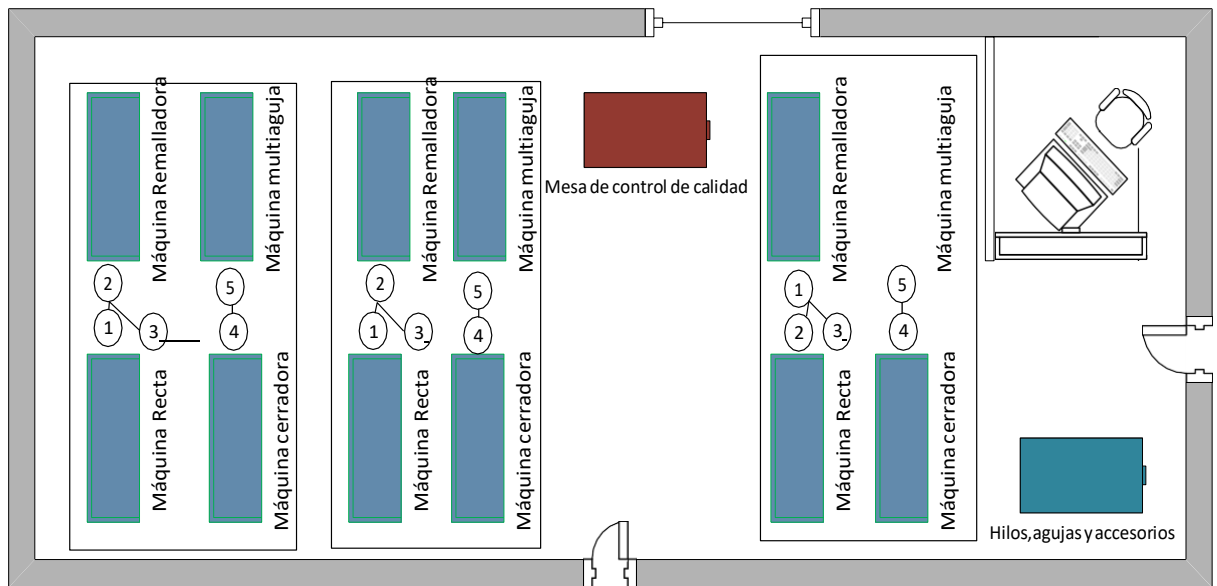 Máquina Remalladora
Máquina multiaguja
2
5
1
3
4
Máquina Recta
Máquina cerradora
Máquina Remalladora
Máquina multiaguja
2
5
1
3
4
Máquina Recta
Máquina cerradora
Mesa de control de calidad
Máquina Remalladora
Máquina multiaguja
1
5
2
3
4
Máquina Recta
Máquina cerradora
Hilos, agujas y accesorios